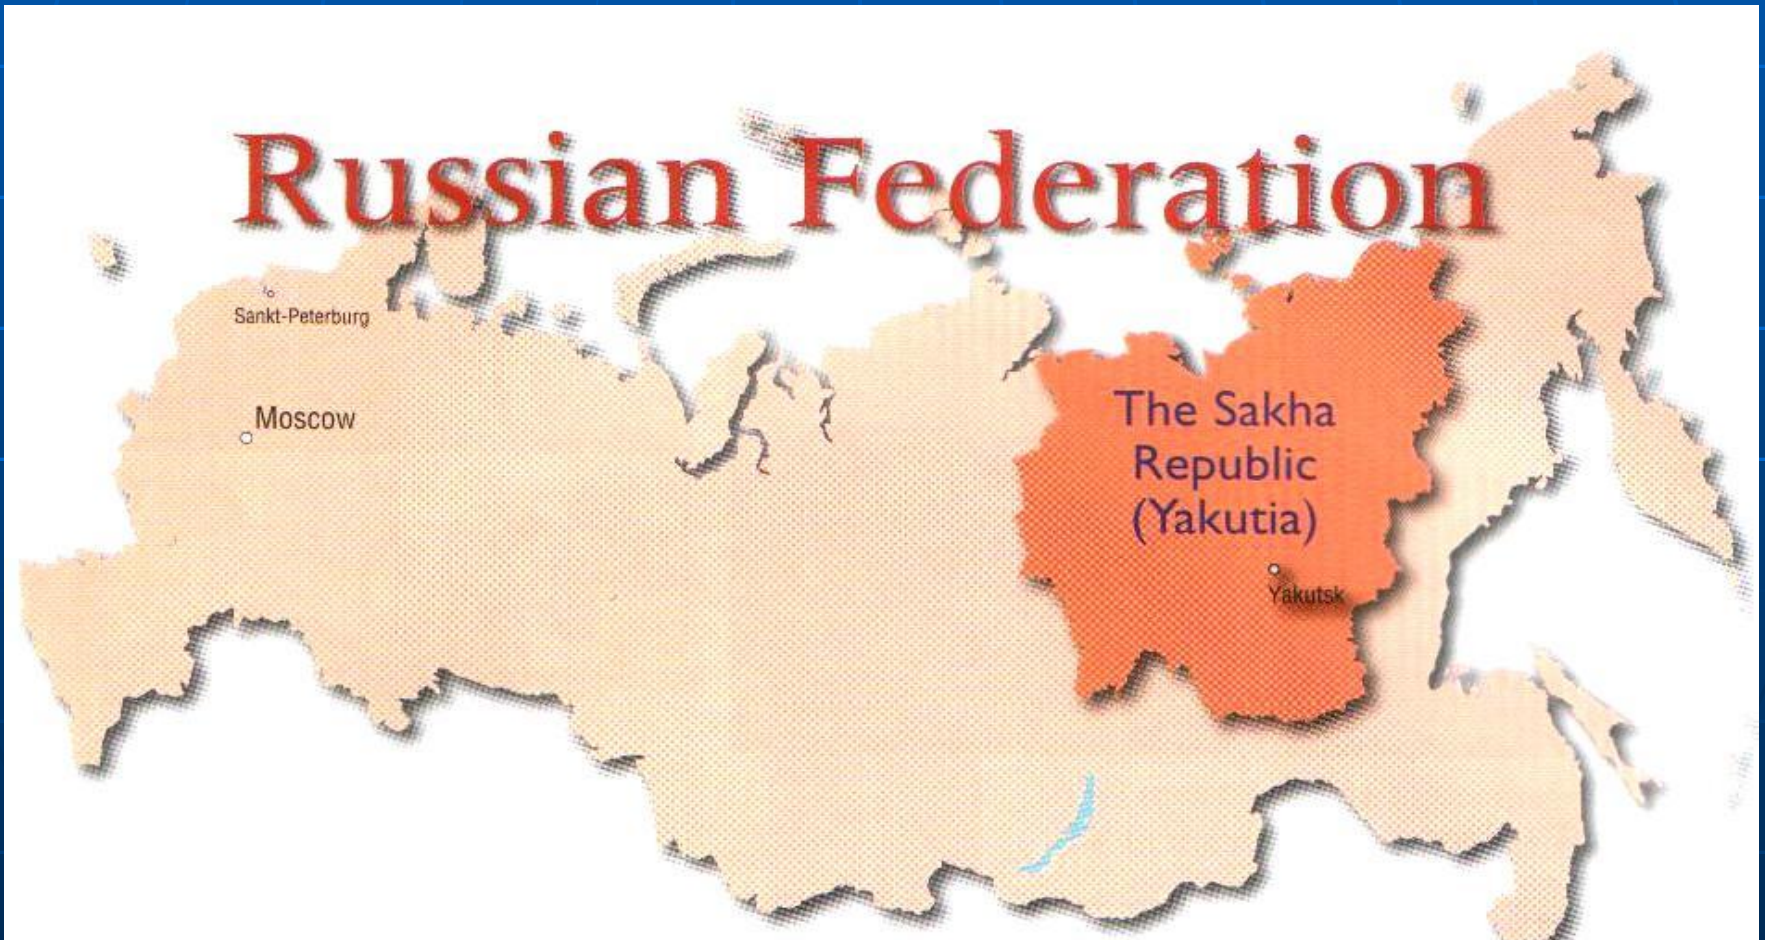 Russian Federation
Sankt-Peterburg
Moscow
The Sakha
Republic
(Yakutia)
Yakutsk